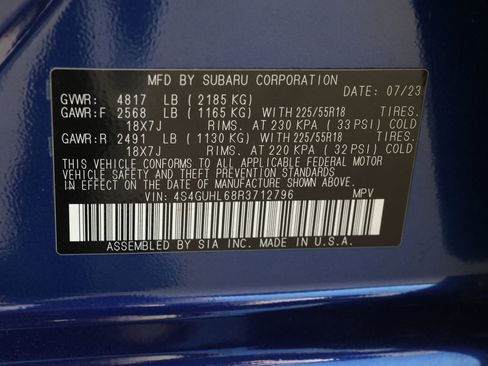 MFD BY SUBARU CORPORATION
DATE: 07/23
GVWR: 4817 LB (2185 KG)
GAWR:F 2568 LB (1165 KG) WITH 225/55R18 TIRES.
18X7J RIMS. AT 230 KPA (33 PSI) COLD
GAWR:R 2491 LB (1130 KG) WITH 225/55R18 TIRES.
18X7J RIMS. AT 220 KPA (32 PSI) COLD
THIS VEHICLE CONFORMS TO ALL APPLICABLE FEDERAL MOTOR
VEHICLE SAFETY AND THEFT PREVENTION STANDARDS IN EFFECT
ON THE DATE OF MANUFACTURE SHOWN ABOVE.
VIN: 4S4GUHL68R3712796 MPV
ASSEMBLED BY SIA INC. MADE IN U.S.A.